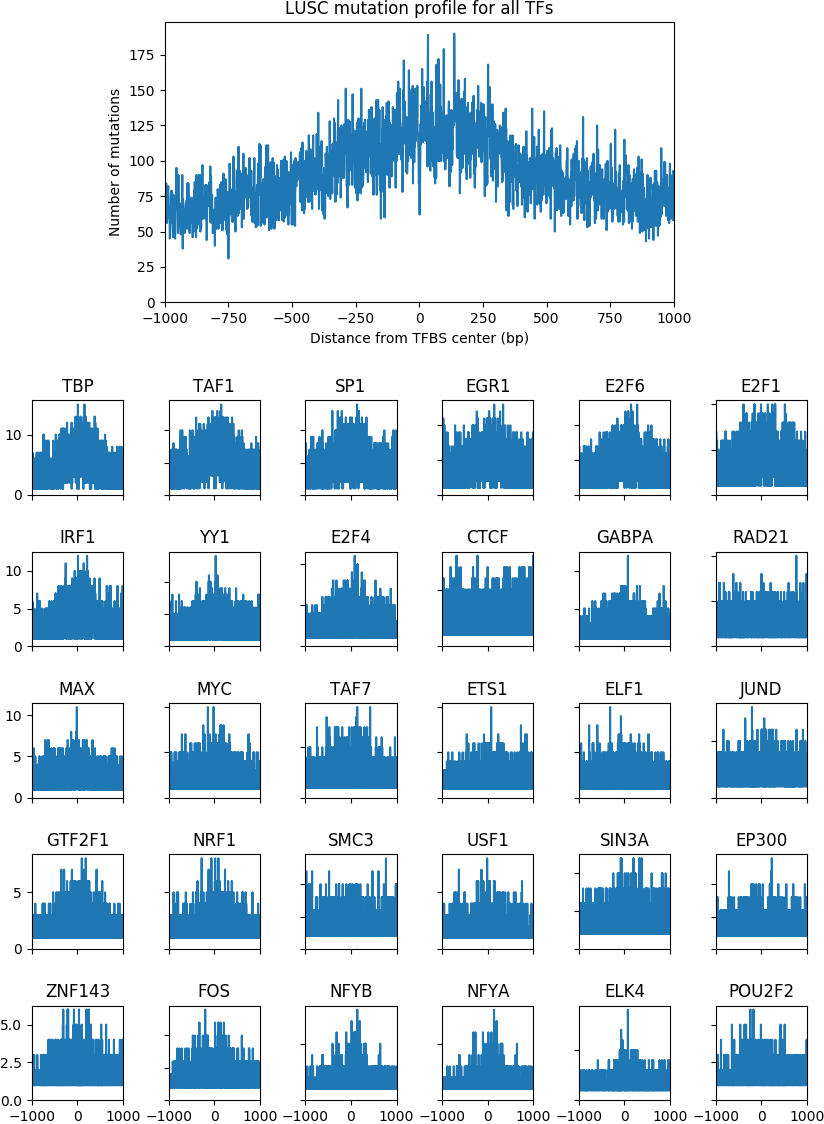 LUSC mutation profile for all TFs
175
150
125
100
75
50
25
0
Number of mutations
−1000 −750 −500 −250 0 250 500 750 1000
Distance from TFBS center (bp)
TBP TAF1 SP1 EGR1 E2F6 E2F1
10
0
IRF1 YY1 E2F4 CTCF GABPA RAD21
10
5
0
MAX MYC TAF7 ETS1 ELF1 JUND
10
5
0
GTF2F1 NRF1 SMC3 USF1 SIN3A EP300
5
0
ZNF143 FOS NFYB NFYA ELK4 POU2F2
5.0
2.5
0.0
−1000 0 1000 −1000 0 1000 −1000 0 1000 −1000 0 1000 −1000 0 1000 −1000 0 1000